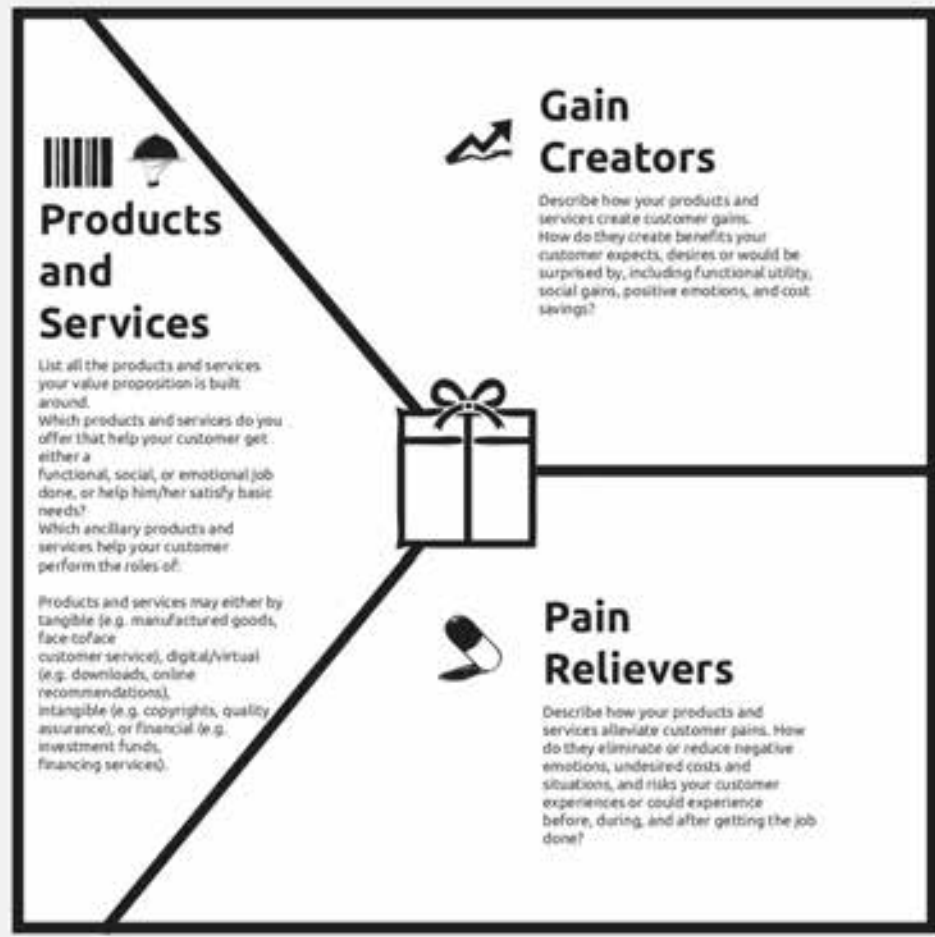 Products
and
Services
List all the products and services
your value proposition is built
around.
Which products and services do you
offer that help your customer get
either a
functional, social, or emotional job
done, or help him/her satisfy basic
needs?
Which ancillary products and
services help your customer
perform the roles of:
Products and services may either by
tangible (e.g. manufactured goods,
face-toface
customer service), digital/virtual
(e.g. downloads, online
recommendations),
intangible (e.g. copyrights, quality
assurance), or financial (e.g.
investment funds,
financing services).
Gain
Creators
Describe how your products and
services create customer gains.
How do they create benefits your
customer expects, desires or would be
surprised by, including functional utility,
social gains, positive emotions, and cost
savings?
Pain
Relievers
Describe how your products and
services alleviate customer pains. How
do they eliminate or reduce negative
emotions, undesired costs and
situations, and risks your customer
experiences or could experience
before, during, and after getting the job
done?